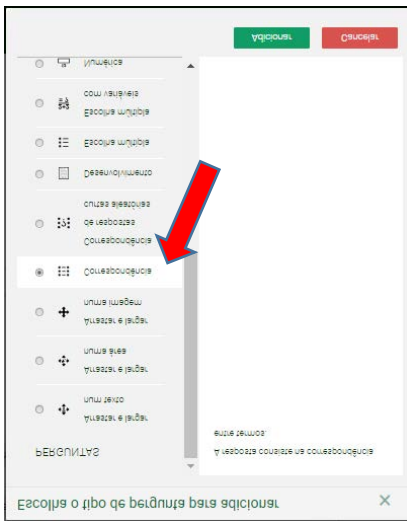 Escolha o tipo de pergunta para adicionar
PERGUNTAS
Arrastar e largar
num texto
Arrastar e largar
numa área
Arrastar e largar
numa imagem
Correspondência
Correspondência
de respostas
curtas aleatórias
Desenvolvimento
Escolha múltipla
Escolha múltipla
com variáveis
Numérica
A resposta consiste na correspondência
entre termos.
Adicionar
Cancelar